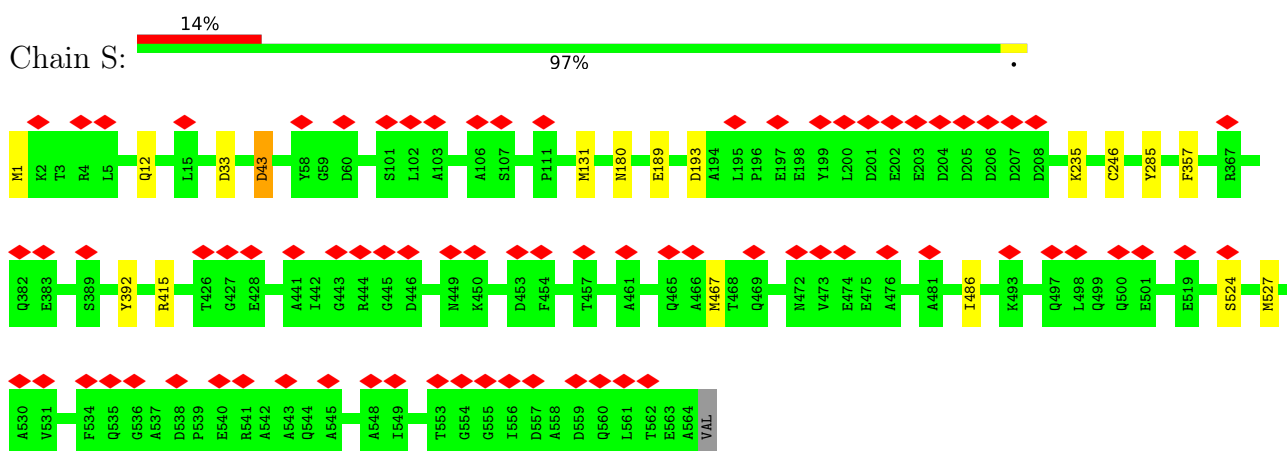 14%
Chain S:
97%
.
M1 K2 T3 R4 L5 Q12 L15 D33 D43 Y58 G59 D60 S101 L102 A103 A106 S107 P111 M131 N180 E189 D193 A194 L195 P196 E197 E198 Y199 L200 D201 E202 E203 D204 D205 D206 D207 D208 K235 C246 Y285 F357 R367
Q382 E383 S389 Y392 R415 T426 G427 E428 A441 I442 G443 R444 G445 D446 N449 K450 D453 F454 T457 A461 Q465 A466 M467 T468 Q469 N472 V473 E474 E475 A476 A481 I486 K493 Q497 L498 Q499 Q500 E501 E519 S524 M527
A530 V531 F534 Q535 G536 A537 D538 P539 E540 R541 A542 A543 Q544 A545 A548 I549 T553 G554 G555 I556 D557 A558 D559 Q560 L561 T562 E563 A564 VAL